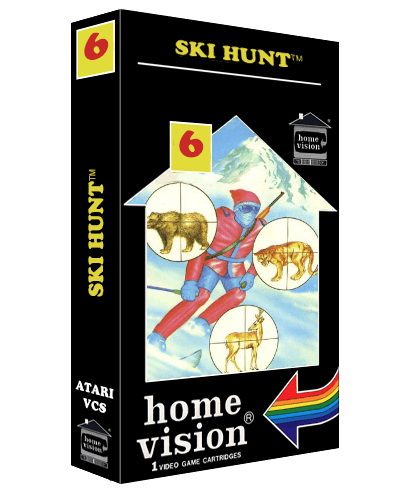 6
SKI HUNT™
ATARI
VCS
home
vision
SKI HUNT™
6
home
vision
home
vision®
1 VIDEO GAME CARTRIDGES